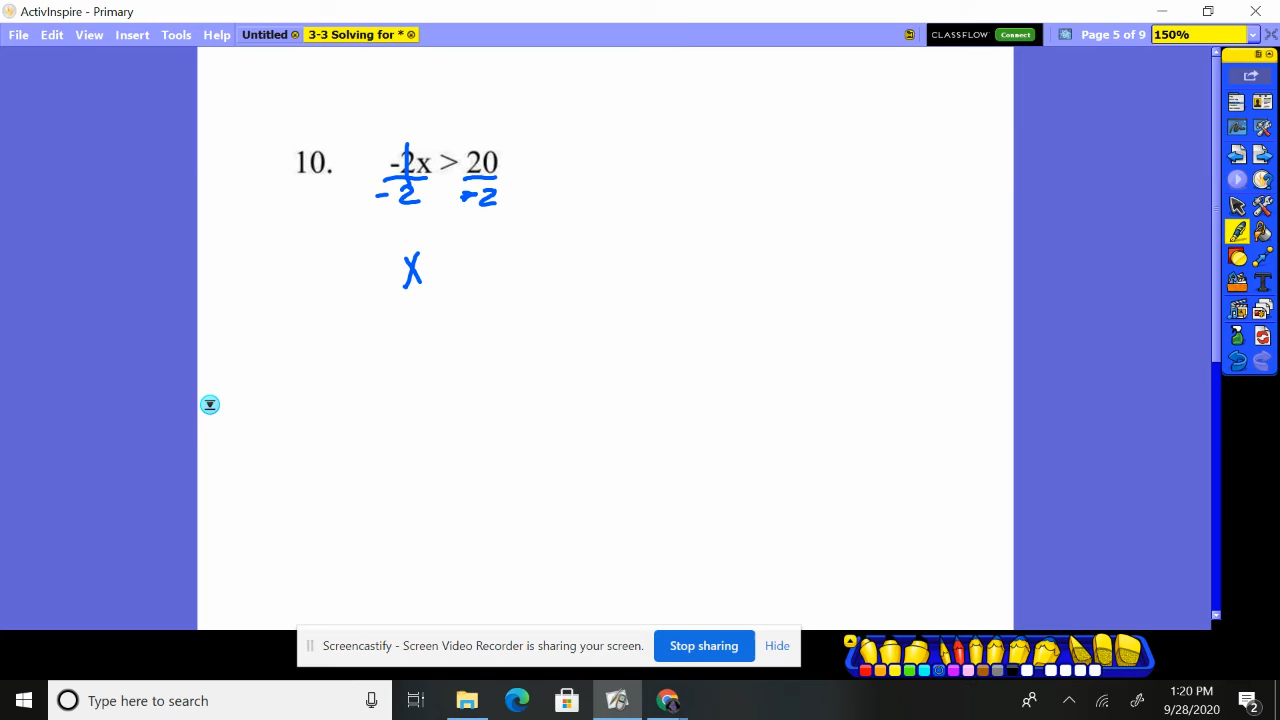 ActivInspire - Primary
File Edit View Insert Tools Help Untitled 3-3 Solving for * CLASSFLOW Connect Page 5 of 9 150%
10. -2x > 20
-2 -2
x
Screencastify - Screen Video Recorder is sharing your screen. Stop sharing Hide
Type here to search
1:20 PM
9/28/2020
2